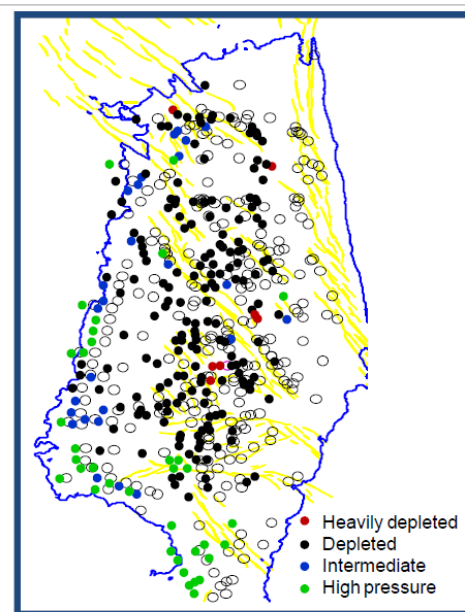 Heavily depleted
Depleted
Intermediate
High pressure